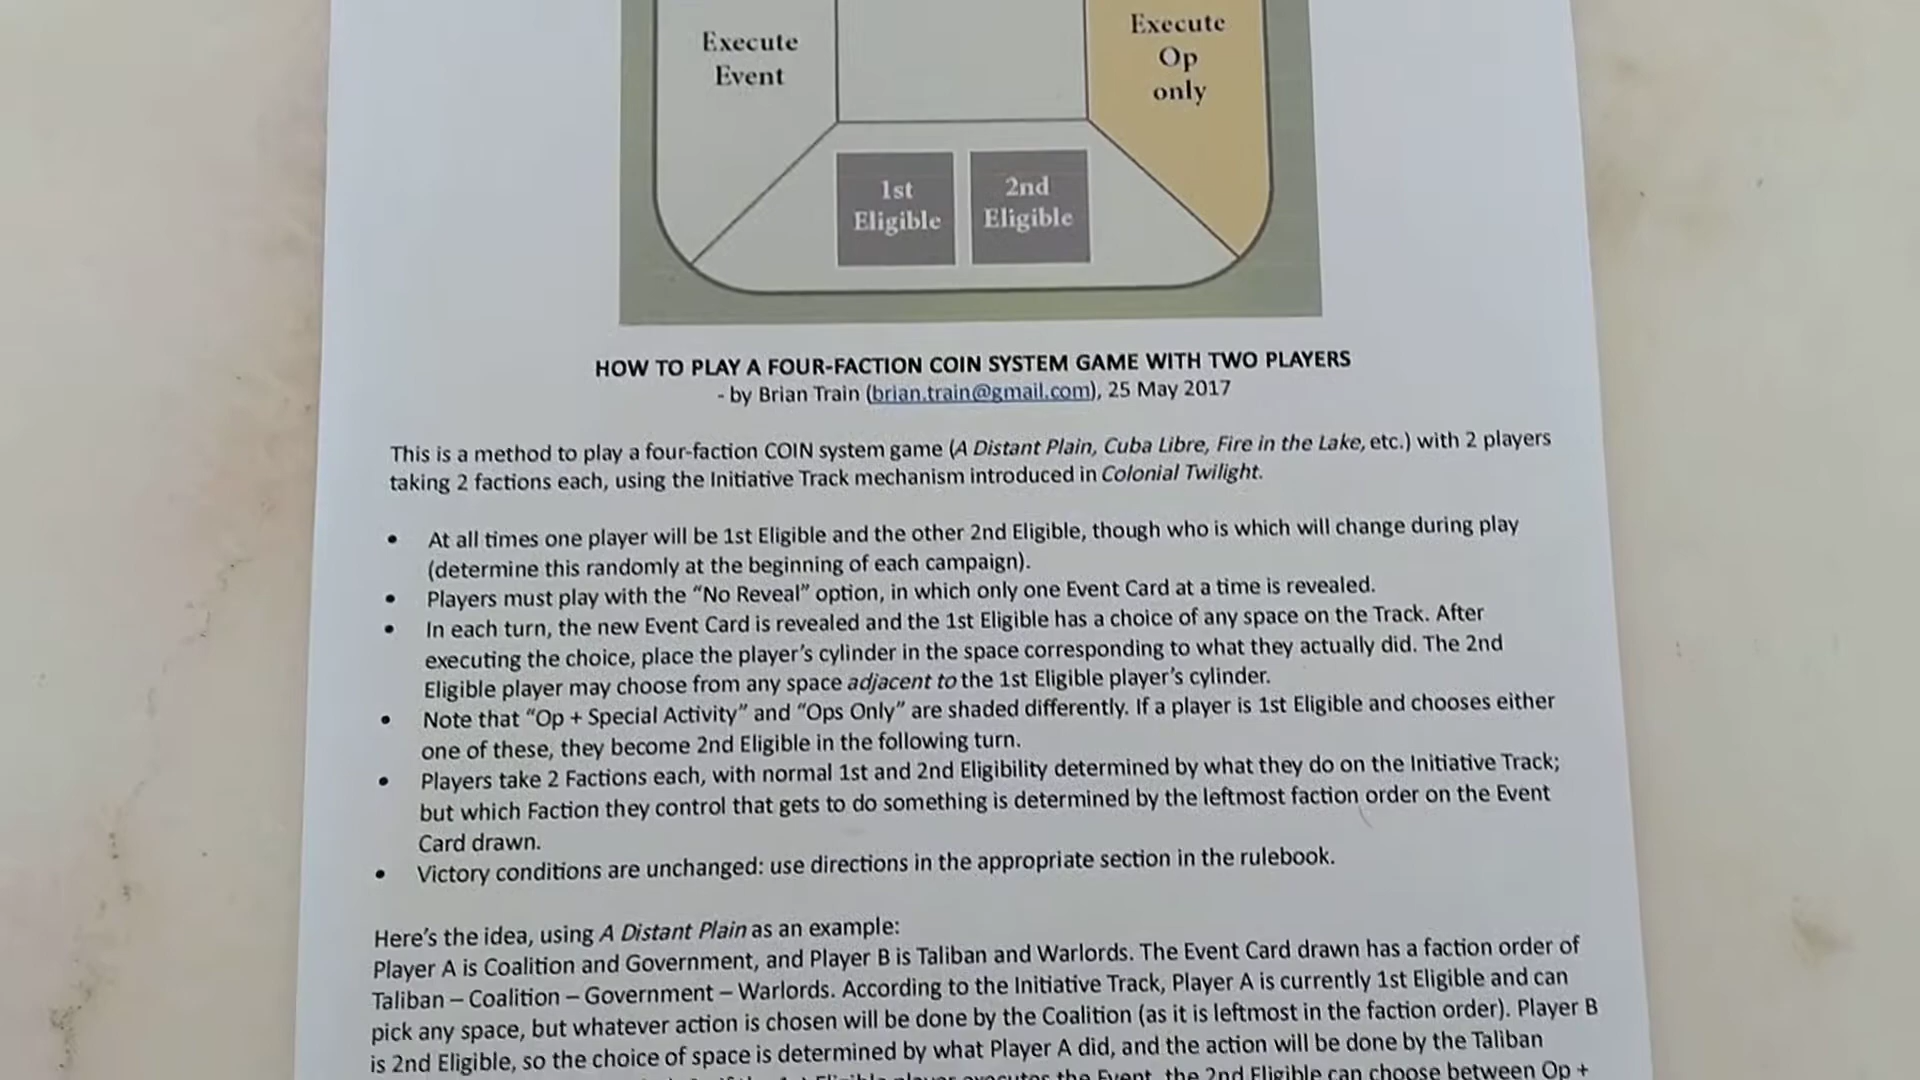 Execute
Event
Execute
Op
only
1st
Eligible
2nd
Eligible
HOW TO PLAY A FOUR-FACTION COIN SYSTEM GAME WITH TWO PLAYERS
- by Brian Train (brian.train@gmail.com), 25 May 2017
This is a method to play a four-faction COIN system game (A Distant Plain, Cuba Libre, Fire in the Lake, etc.) with 2 players
taking 2 factions each, using the Initiative Track mechanism introduced in Colonial Twilight.
• At all times one player will be 1st Eligible and the other 2nd Eligible, though who is which will change during play
(determine this randomly at the beginning of each campaign).
• Players must play with the “No Reveal” option, in which only one Event Card at a time is revealed.
• In each turn, the new Event Card is revealed and the 1st Eligible has a choice of any space on the Track. After
executing the choice, place the player’s cylinder in the space corresponding to what they actually did. The 2nd
Eligible player may choose from any space adjacent to the 1st Eligible player’s cylinder.
• Note that “Op + Special Activity” and “Ops Only” are shaded differently. If a player is 1st Eligible and chooses either
one of these, they become 2nd Eligible in the following turn.
• Players take 2 Factions each, with normal 1st and 2nd Eligibility determined by what they do on the Initiative Track;
but which Faction they control that gets to do something is determined by the leftmost faction order on the Event
Card drawn.
• Victory conditions are unchanged: use directions in the appropriate section in the rulebook.
Here’s the idea, using A Distant Plain as an example:
Player A is Coalition and Government, and Player B is Taliban and Warlords. The Event Card drawn has a faction order of
Taliban – Coalition – Government – Warlords. According to the Initiative Track, Player A is currently 1st Eligible and can
pick any space, but whatever action is chosen will be done by the Coalition (as it is leftmost in the faction order). Player B
is 2nd Eligible, so the choice of space is determined by what Player A did, and the action will be done by the Taliban
the Event, the 2nd Eligible can choose between Op +